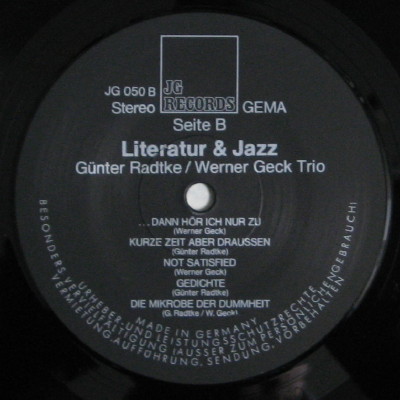 JG 050 B
JG
RECORDS
Stereo
GEMA
Seite B
Literatur & Jazz
Günter Radtke / Werner Geck Trio
... DANN HÖR ICH NUR ZU
(Werner Geck)
KURZE ZEIT ABER DRAUSSEN
(Günter Radtke)
NOT SATISFIED
(Werner Geck)
GEDICHTE
(Günter Radtke)
DIE MIKROBE DER DUMMHEIT
(G. Radtke / W. Geck)
MADE IN GERMANY
URHEBER- UND LEISTUNGSSCHUTZRECHTE
BESONDERS VERVIELFÄLTIGUNG (AUSSER ZUM PERSÖNLICHEN GEBRAUCH)
VERMIETUNG, AUFFÜHRUNG, SENDUNG, VORBEHALTEN